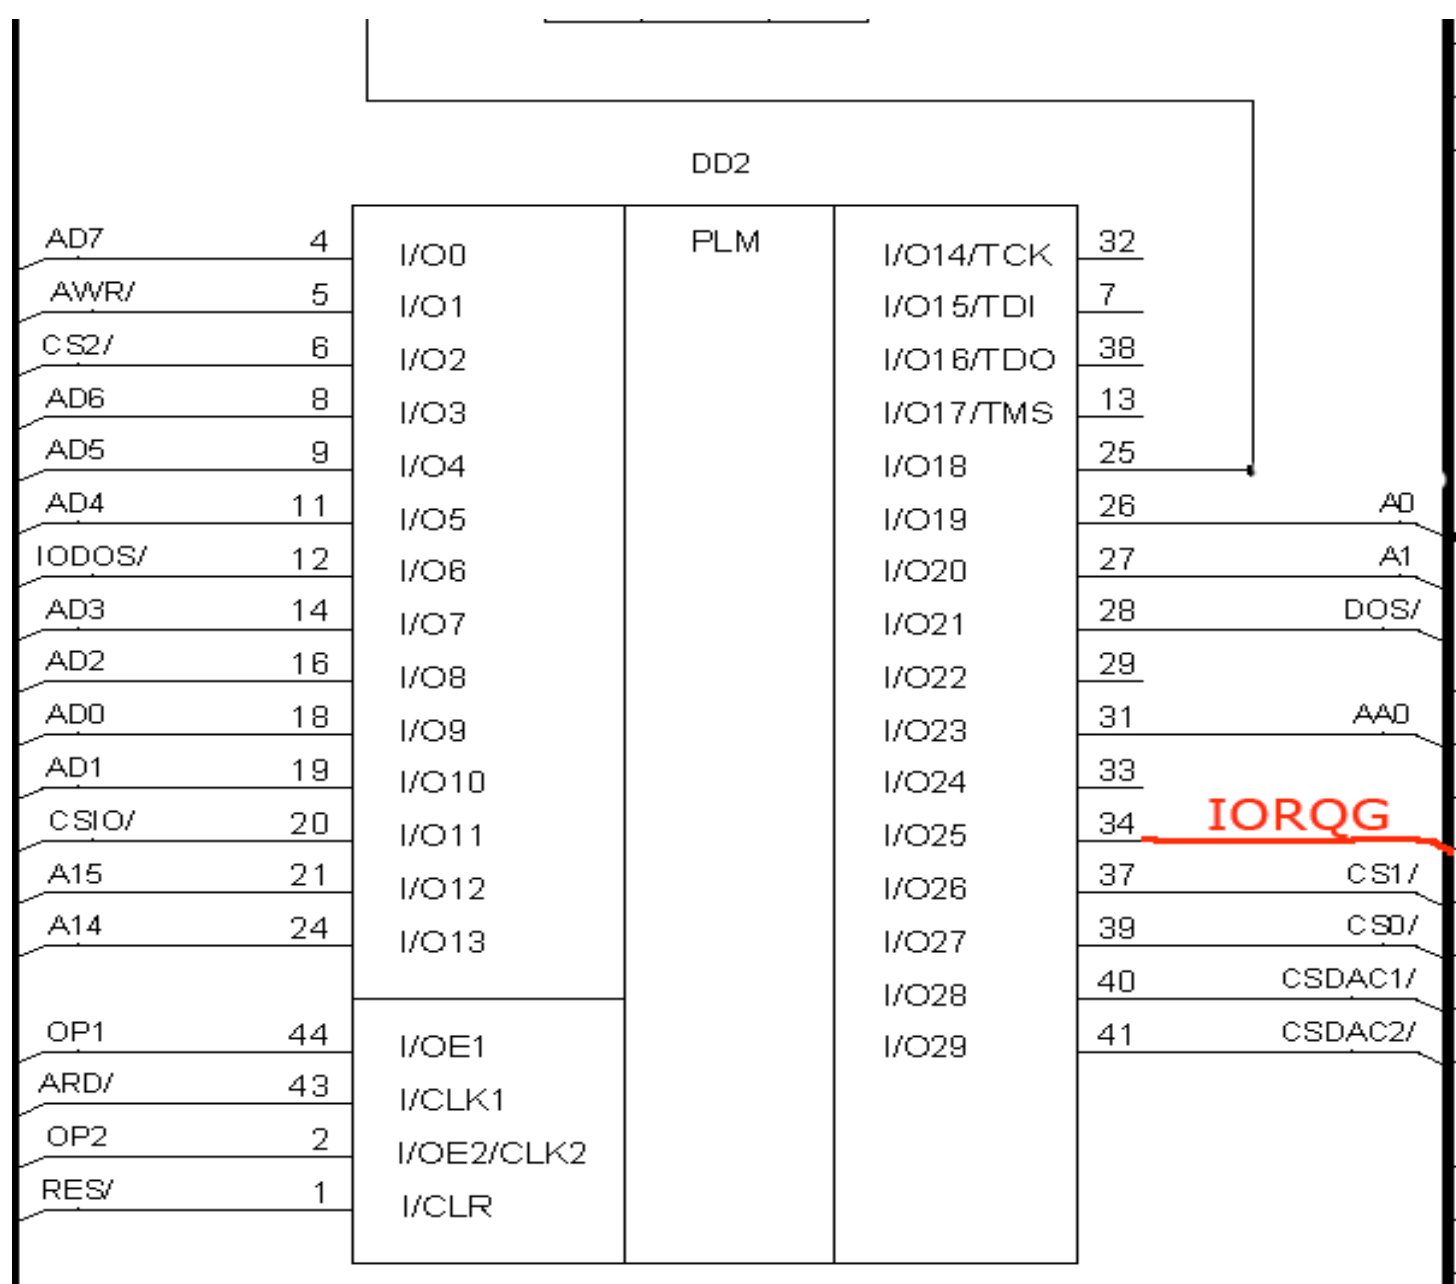 DD2
AD7 4 I/O0 PLM I/O14/TCK 32
AWR/ 5 I/O1 I/O15/TDI 7
CS2/ 6 I/O2 I/O16/TDO 38
AD6 8 I/O3 I/O17/TMS 13
AD5 9 I/O4 I/O18 25
AD4 11 I/O5 I/O19 26 A0
IODOS/ 12 I/O6 I/O20 27 A1
AD3 14 I/O7 I/O21 28 DOS/
AD2 16 I/O8 I/O22 29
AD0 18 I/O9 I/O23 31 AA0
AD1 19 I/O10 I/O24 33
CSIO/ 20 I/O11 I/O25 34 IORQG
A15 21 I/O12 I/O26 37 CS1/
A14 24 I/O13 I/O27 39 CS0/
I/O28 40 CSDAC1/
OP1 44 I/OE1 I/O29 41 CSDAC2/
ARD/ 43 I/CLK1
OP2 2 I/OE2/CLK2
RES/ 1 I/CLR